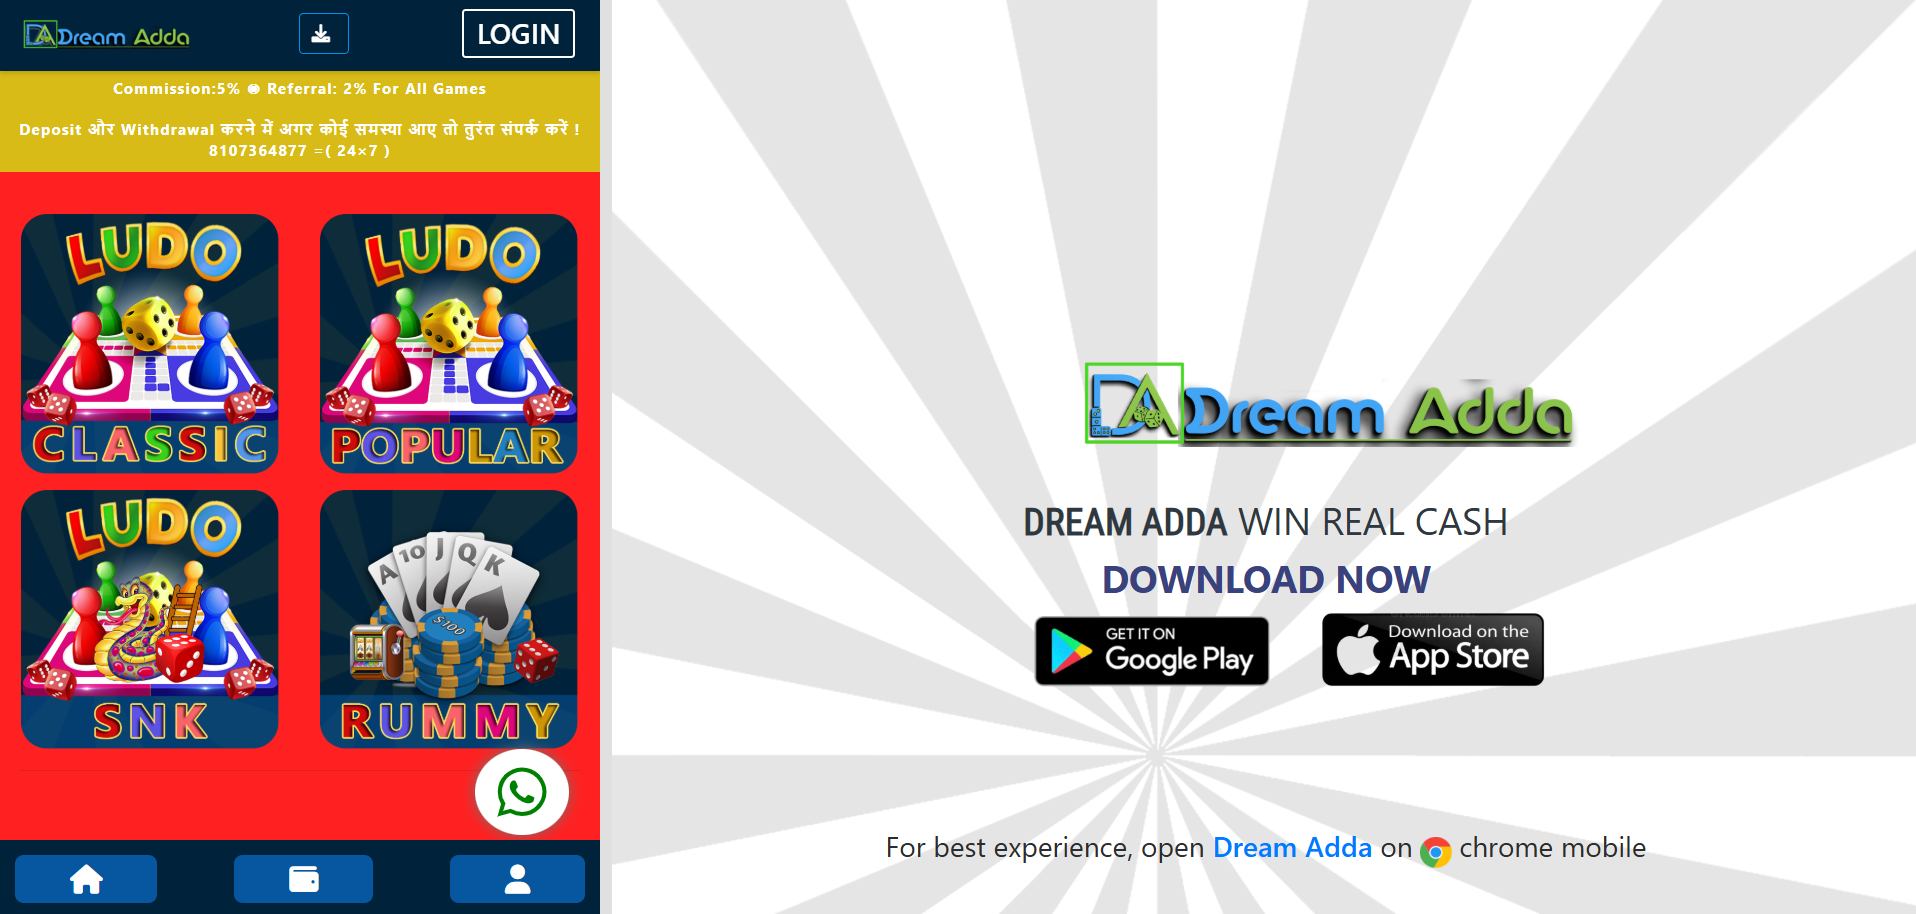 DA Dream Adda
LOGIN
Commission:5% Referral: 2% For All Games
Deposit और Withdrawal करने में अगर कोई समस्या आए तो तुरंत संपर्क करें !
8107364877 =( 24×7 )
LUDO
CLASSIC
LUDO
POPULAR
LUDO
SNK
A 10 J Q K
$100
RUMMY
DA Dream Adda
DREAM ADDA WIN REAL CASH
DOWNLOAD NOW
GET IT ON
Google Play
Download on the
App Store
For best experience, open Dream Adda on chrome mobile